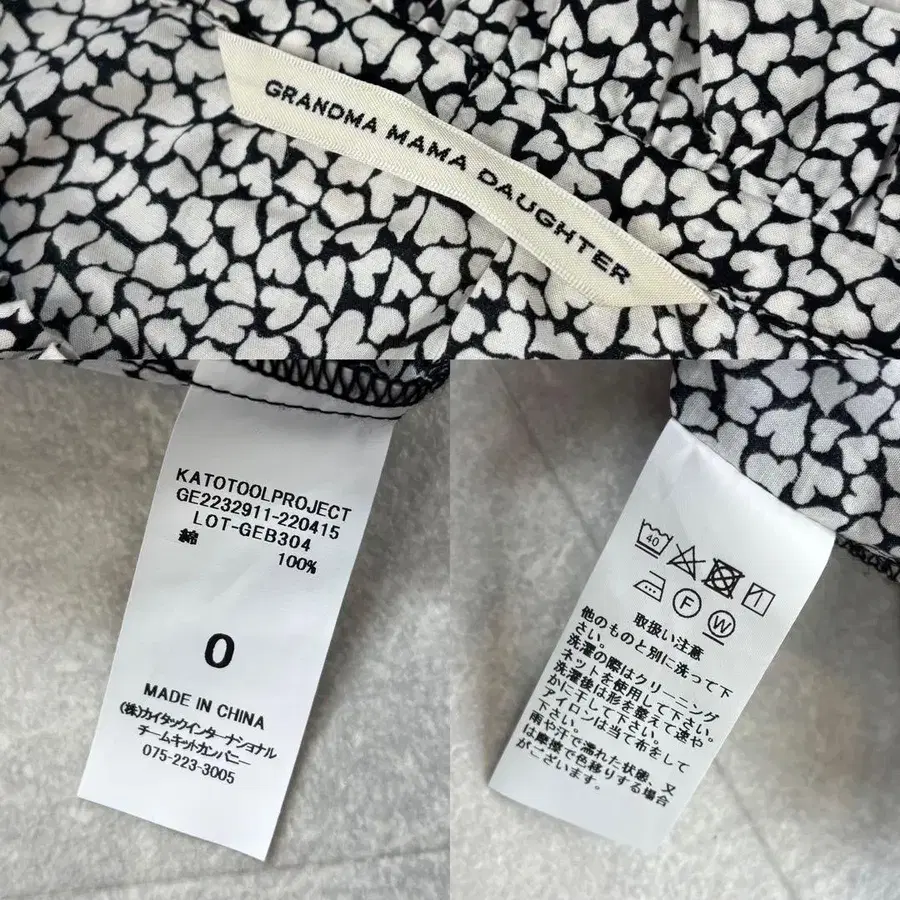 GRANDMA MAMA DAUGHTER
KATOTOOLPROJECT
GE2232911-220415
LOT-GEB304
綿
100%
0
MADE IN CHINA
(株)カイタックインターナショナル
チームキットカンパニー
075-223-3005
40
F W
取扱い注意
他のものと別に洗って下
さい。
洗濯の際はクリーニング
ネットを使用して下さい。
洗濯後は形を整えて速や
かに干して下さい。
アイロンは当て布をして
下さい。
雨や汗で濡れた状態、又
は摩擦で色移りする場合
がございます。